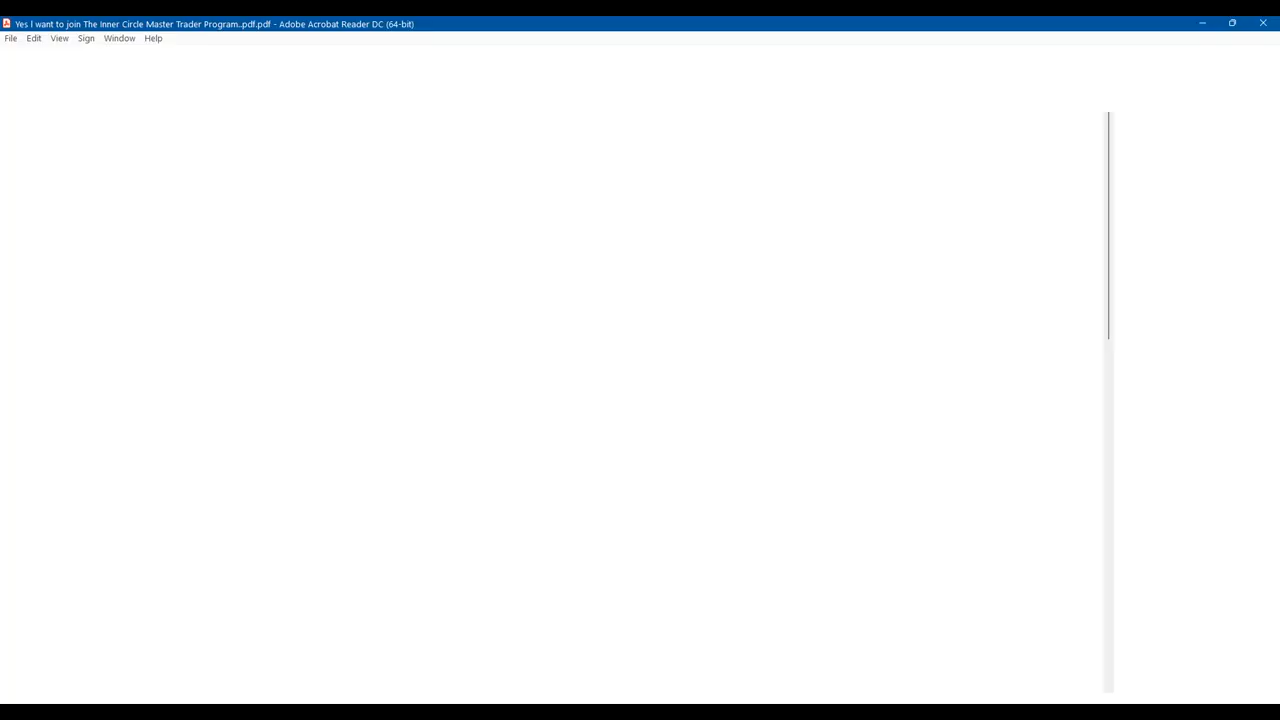 Yes I want to join The Inner Circle Master Trader Program..pdf.pdf - Adobe Acrobat Reader DC (64-bit)
File Edit View Sign Window Help